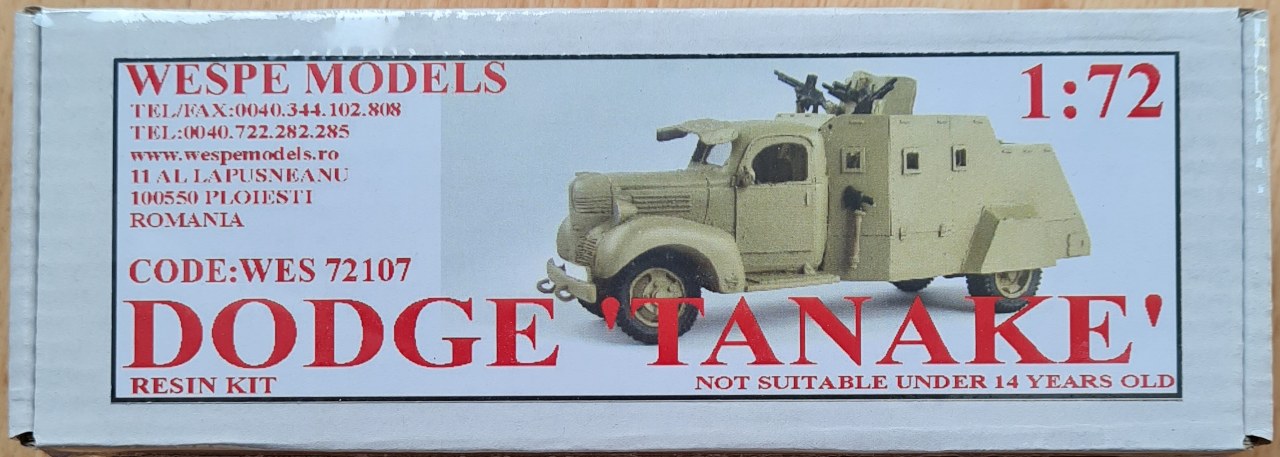 WESPE MODELS
TEL/FAX:0040.344.102.808
TEL:0040.722.282.285
www.wespemodels.ro
11 AL LAPUSNEANU
100550 PLOIESTI
ROMANIA
1:72
CODE:WES 72107
DODGE 'TANAKE'
RESIN KIT
NOT SUITABLE UNDER 14 YEARS OLD